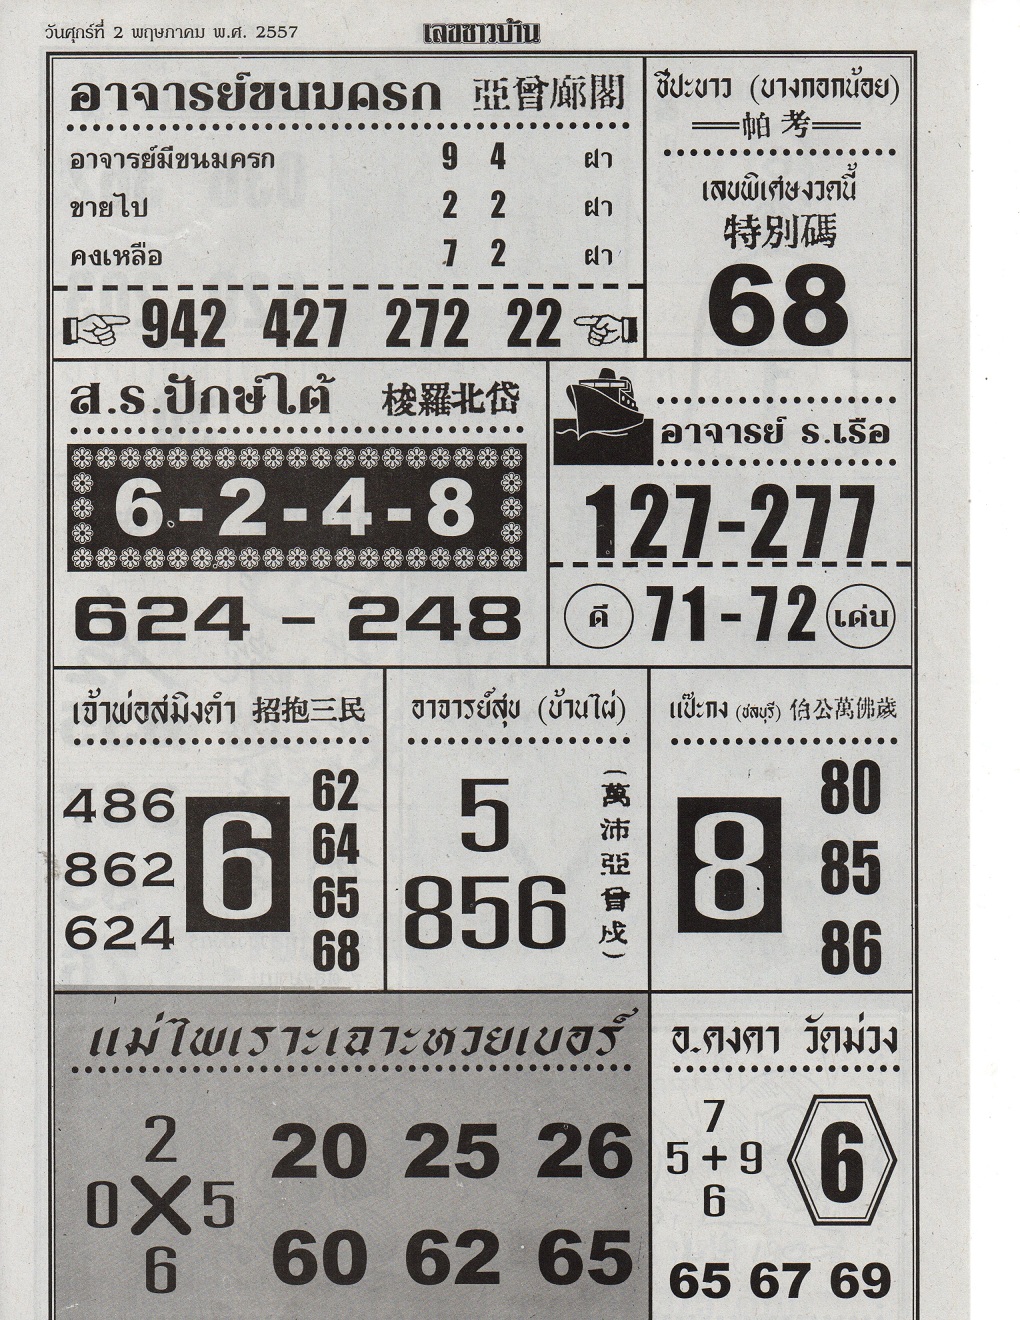 วันศุกร์ที่ 2 พฤษภาคม พ.ศ. 2557
เลขชาวบ้าน
อาจารย์ขนมครก 亞曾廊閣
อาจารย์มีขนมครก 9 4 ฝา
ขายไป 2 2 ฝา
คงเหลือ 7 2 ฝา
942 427 272 22
ชีปะขาว (บางกอกน้อย)
帕考
เลขพิเศษงวดนี้
特別碼
68
ส.ร.ปักษ์ใต้ 梭羅北岱
6-2-4-8
624 - 248
อาจารย์ ร.เรือ
127-277
ดี 71-72 เด่น
เจ้าพ่อสมิงดำ 招抱三民
486
862
624
6
62
64
65
68
อาจารย์สุข (บ้านไผ่)
5
856
(萬沛亞曾戍)
แป๊ะกง (ชลบุรี) 伯公萬佛歲
8
80
85
86
แม่ไพเราะเฉาะหวยเบอร์
2
0 X 5
6
20 25 26
60 62 65
อ.คงคา วัดม่วง
7
5 + 9
6
6
65 67 69